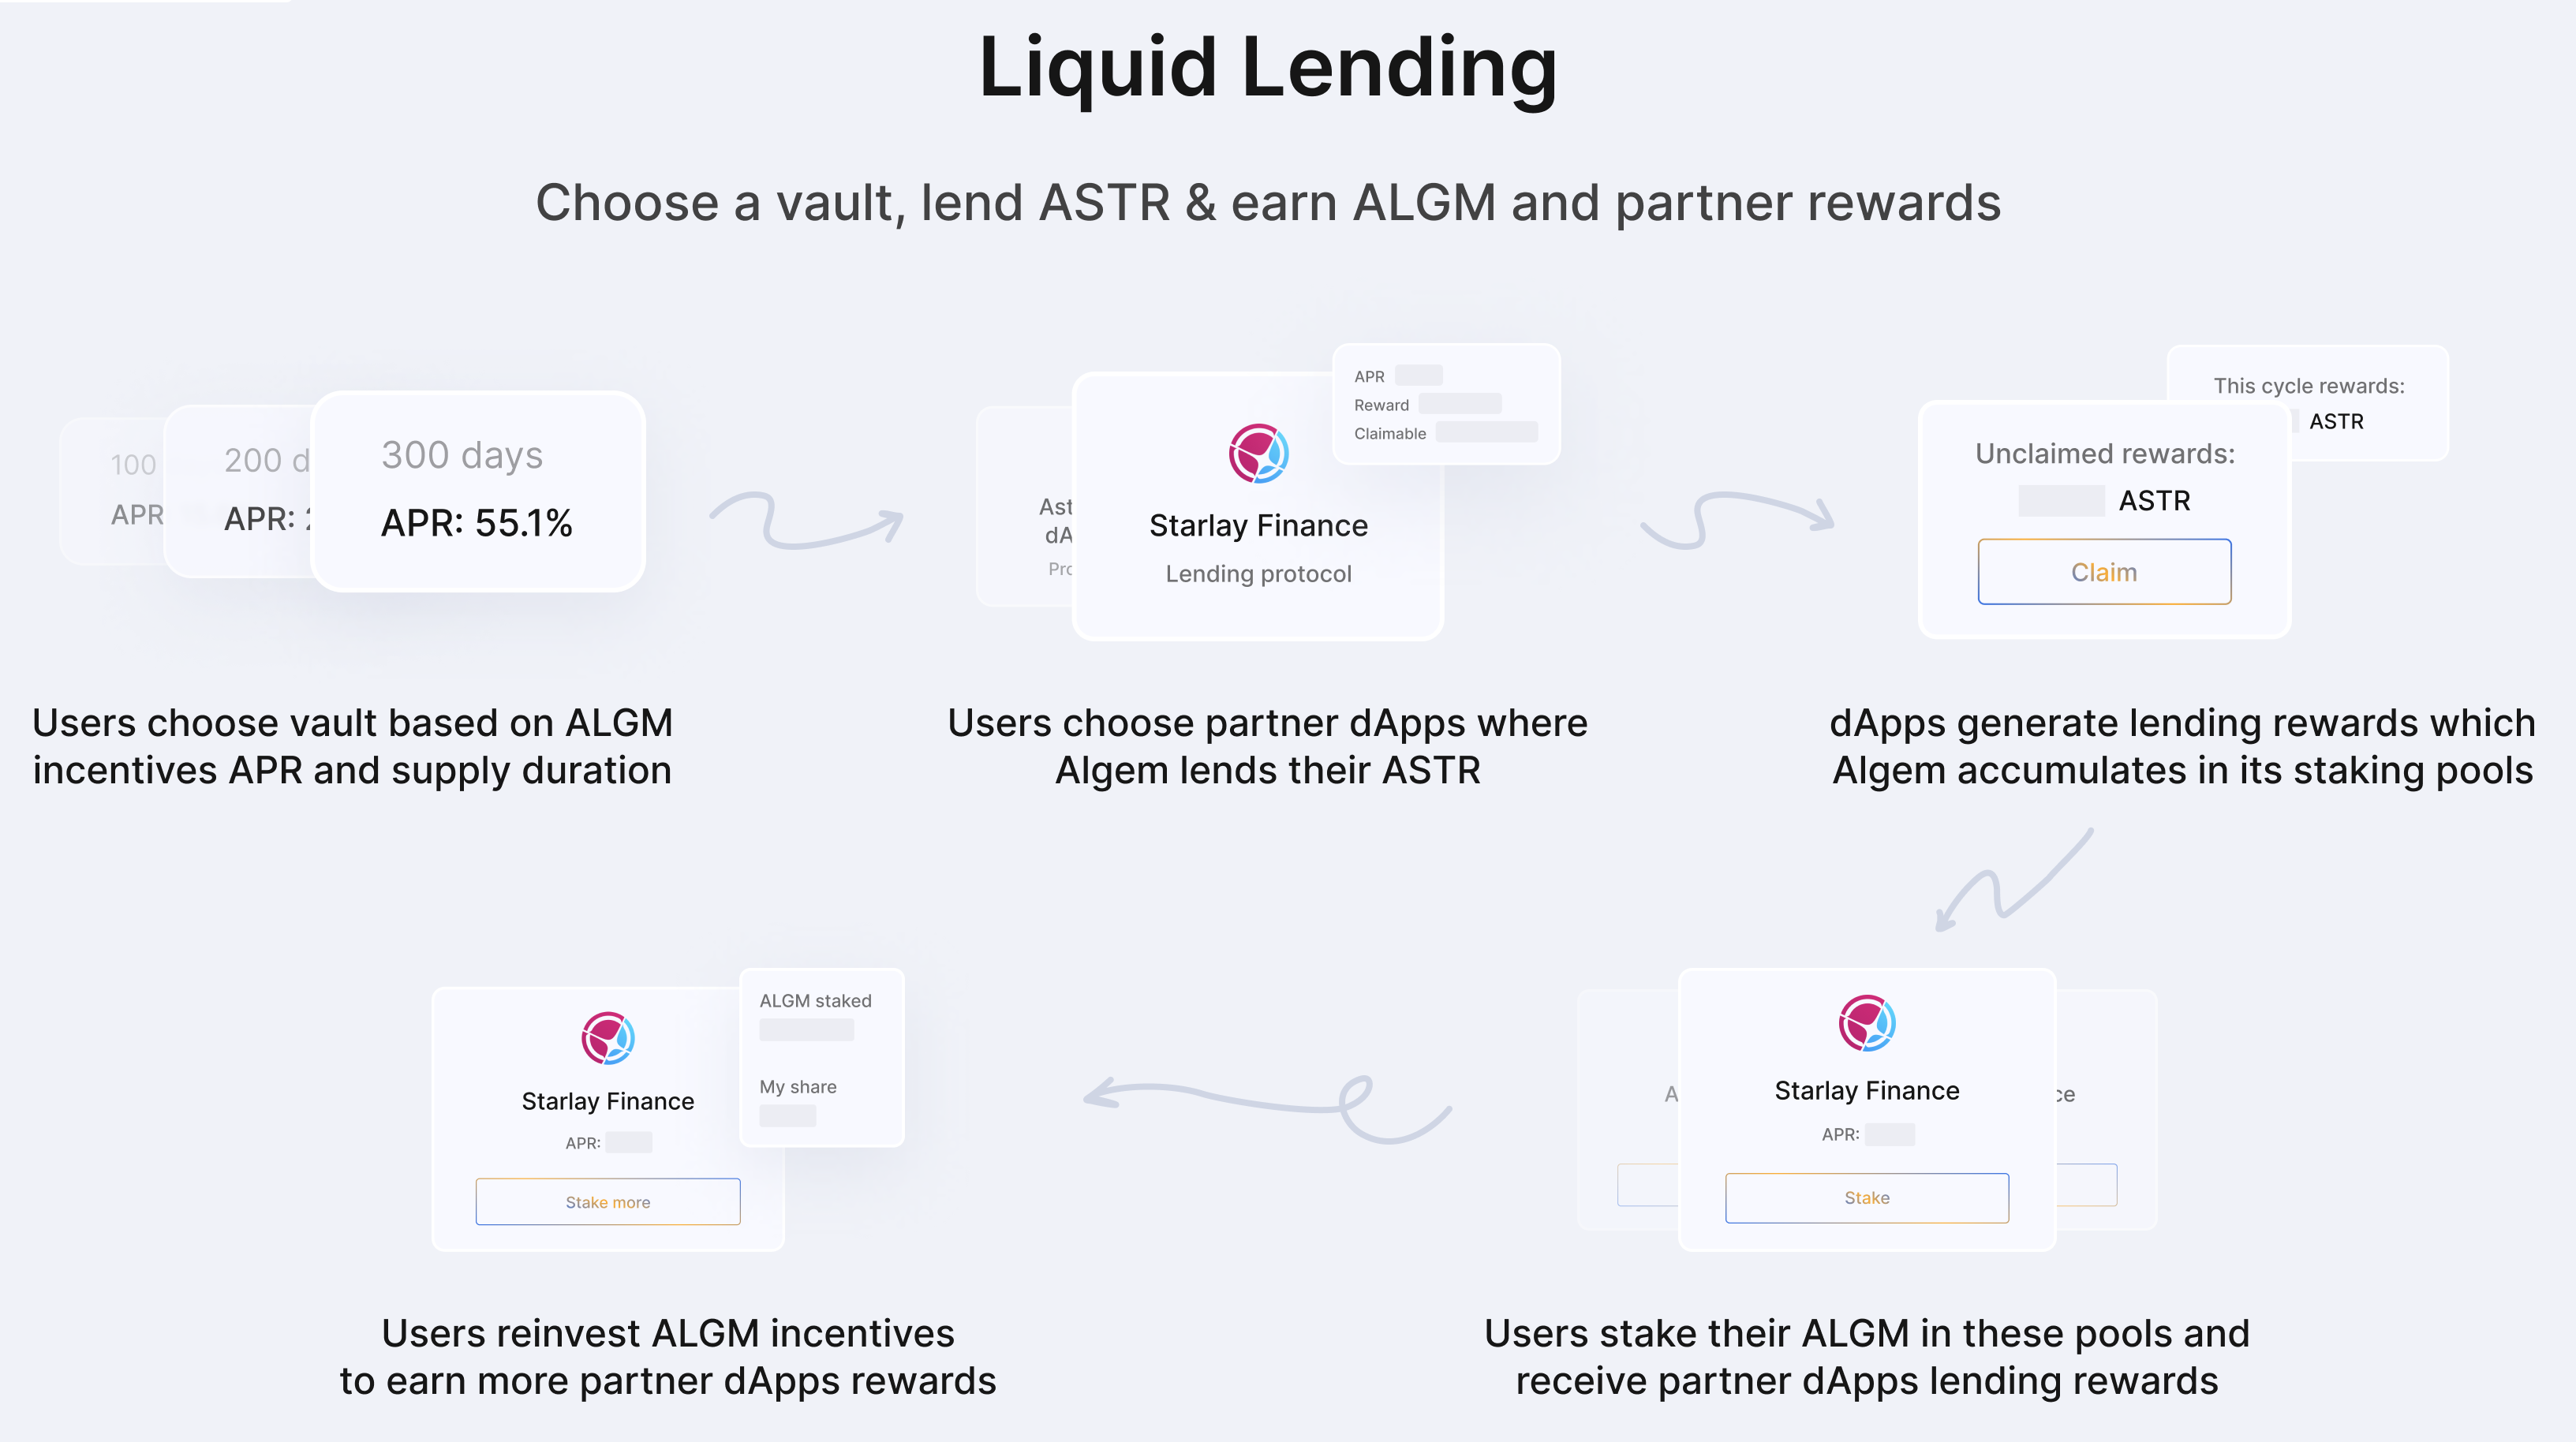 Liquid Lending
Choose a vault, lend ASTR & earn ALGM and partner rewards
100
APR
200 d
APR:
300 days
APR: 55.1%
Starlay Finance
Lending protocol
APR
Reward
Claimable
This cycle rewards:
ASTR
Unclaimed rewards:
ASTR
Claim
Users choose vault based on ALGM
incentives APR and supply duration
Users choose partner dApps where
Algem lends their ASTR
dApps generate lending rewards which
Algem accumulates in its staking pools
Starlay Finance
APR:
Stake more
ALGM staked
My share
Starlay Finance
APR:
Stake
Users reinvest ALGM incentives
to earn more partner dApps rewards
Users stake their ALGM in these pools and
receive partner dApps lending rewards